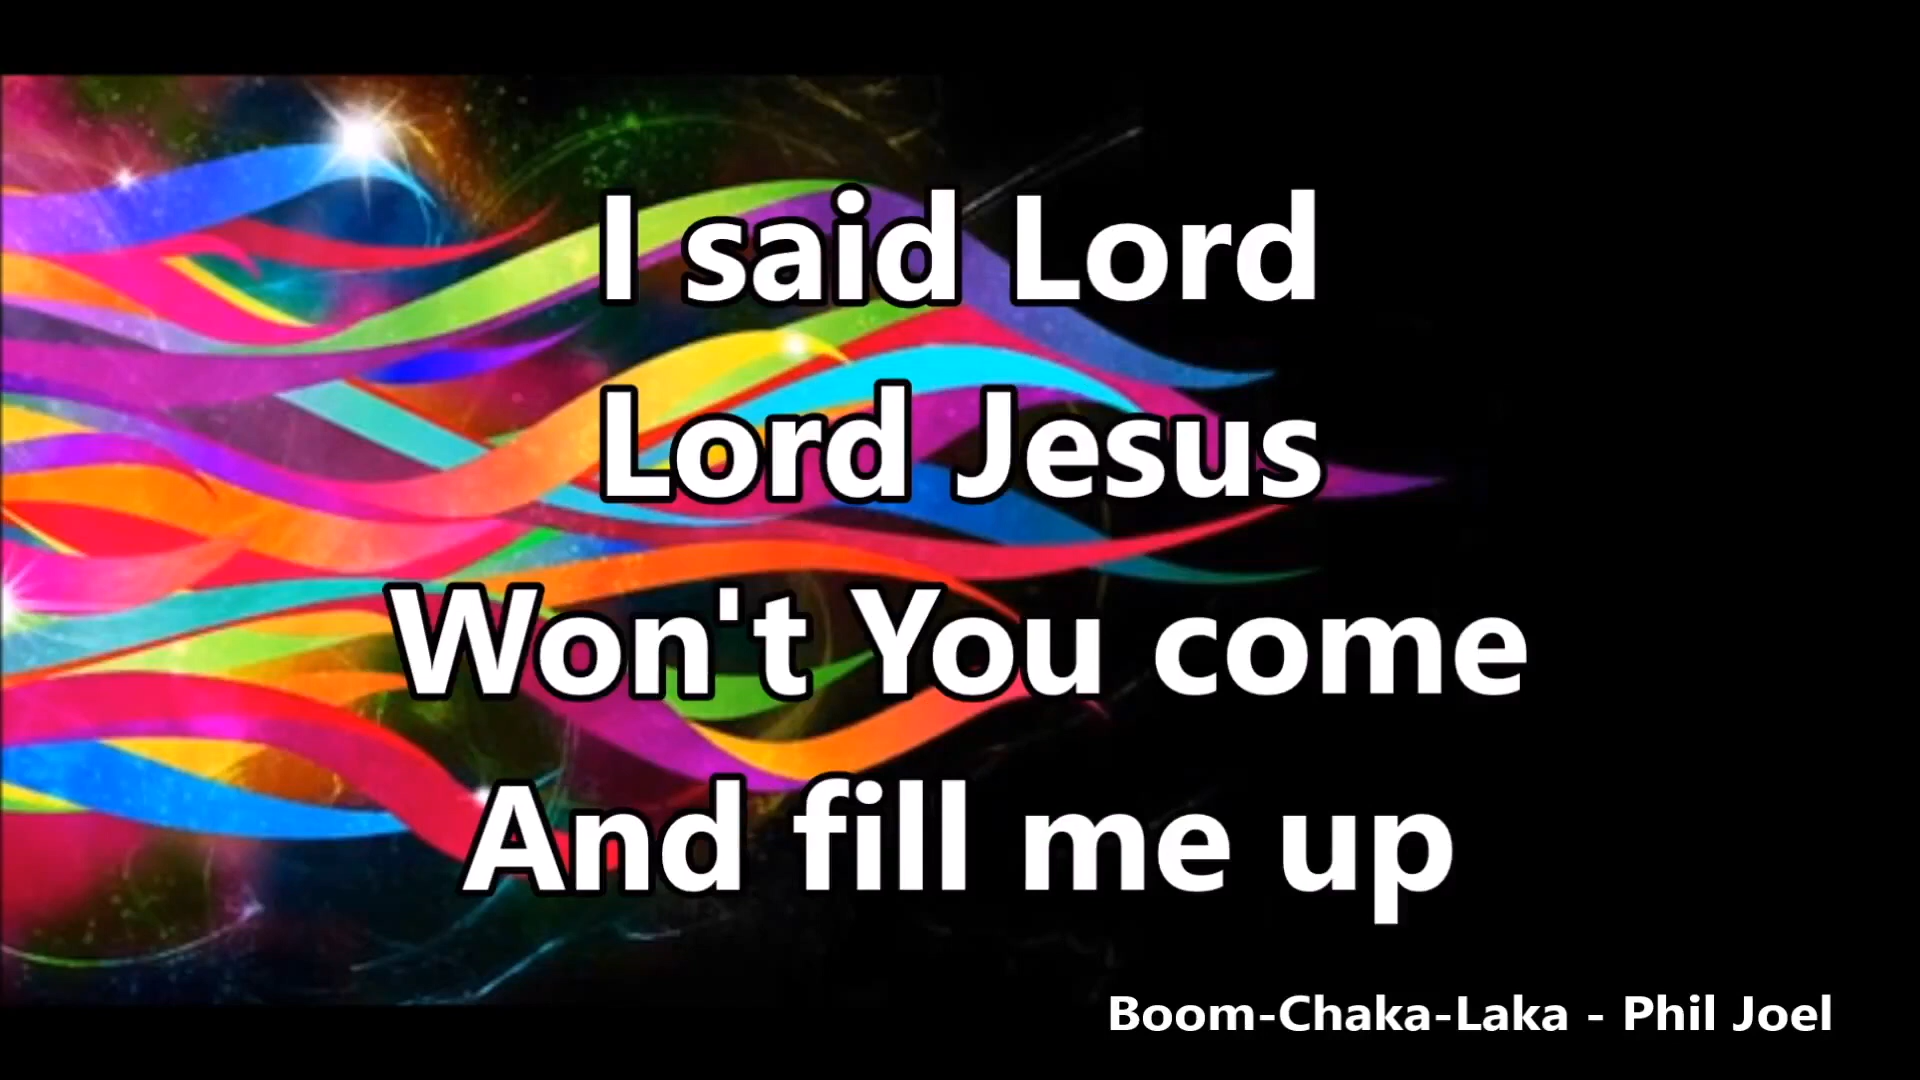 I said Lord
Lord Jesus
Won't You come
And fill me up
Boom-Chaka-Laka - Phil Joel